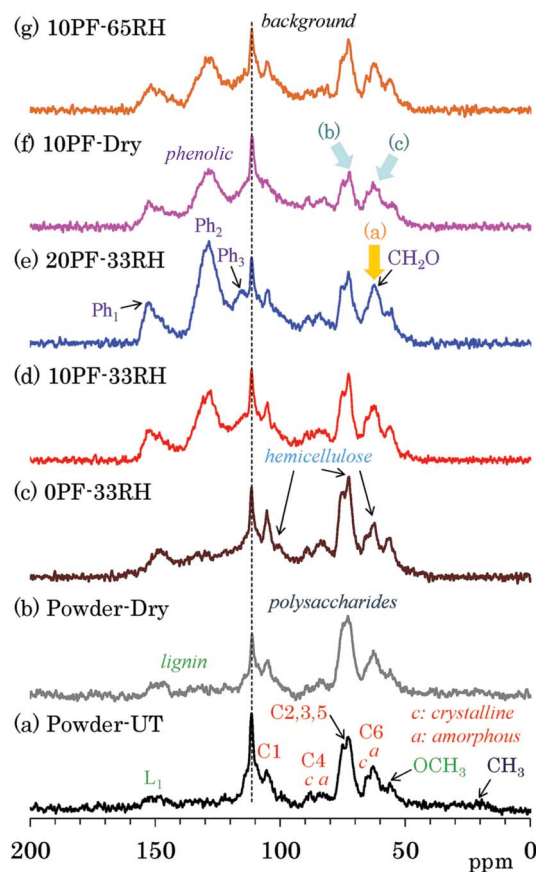 (g) 10PF-65RH
background
(f) 10PF-Dry
phenolic
(b)
(c)
(e) 20PF-33RH
Ph₁
Ph₂
Ph₃
(a)
CH₂O
(d) 10PF-33RH
hemicellulose
(c) 0PF-33RH
(b) Powder-Dry
polysaccharides
lignin
(a) Powder-UT
C2,3,5
c: crystalline
a: amorphous
C1
C4
c a
C6
a
c
OCH₃
CH₃
L₁
200 150 100 50 0
ppm